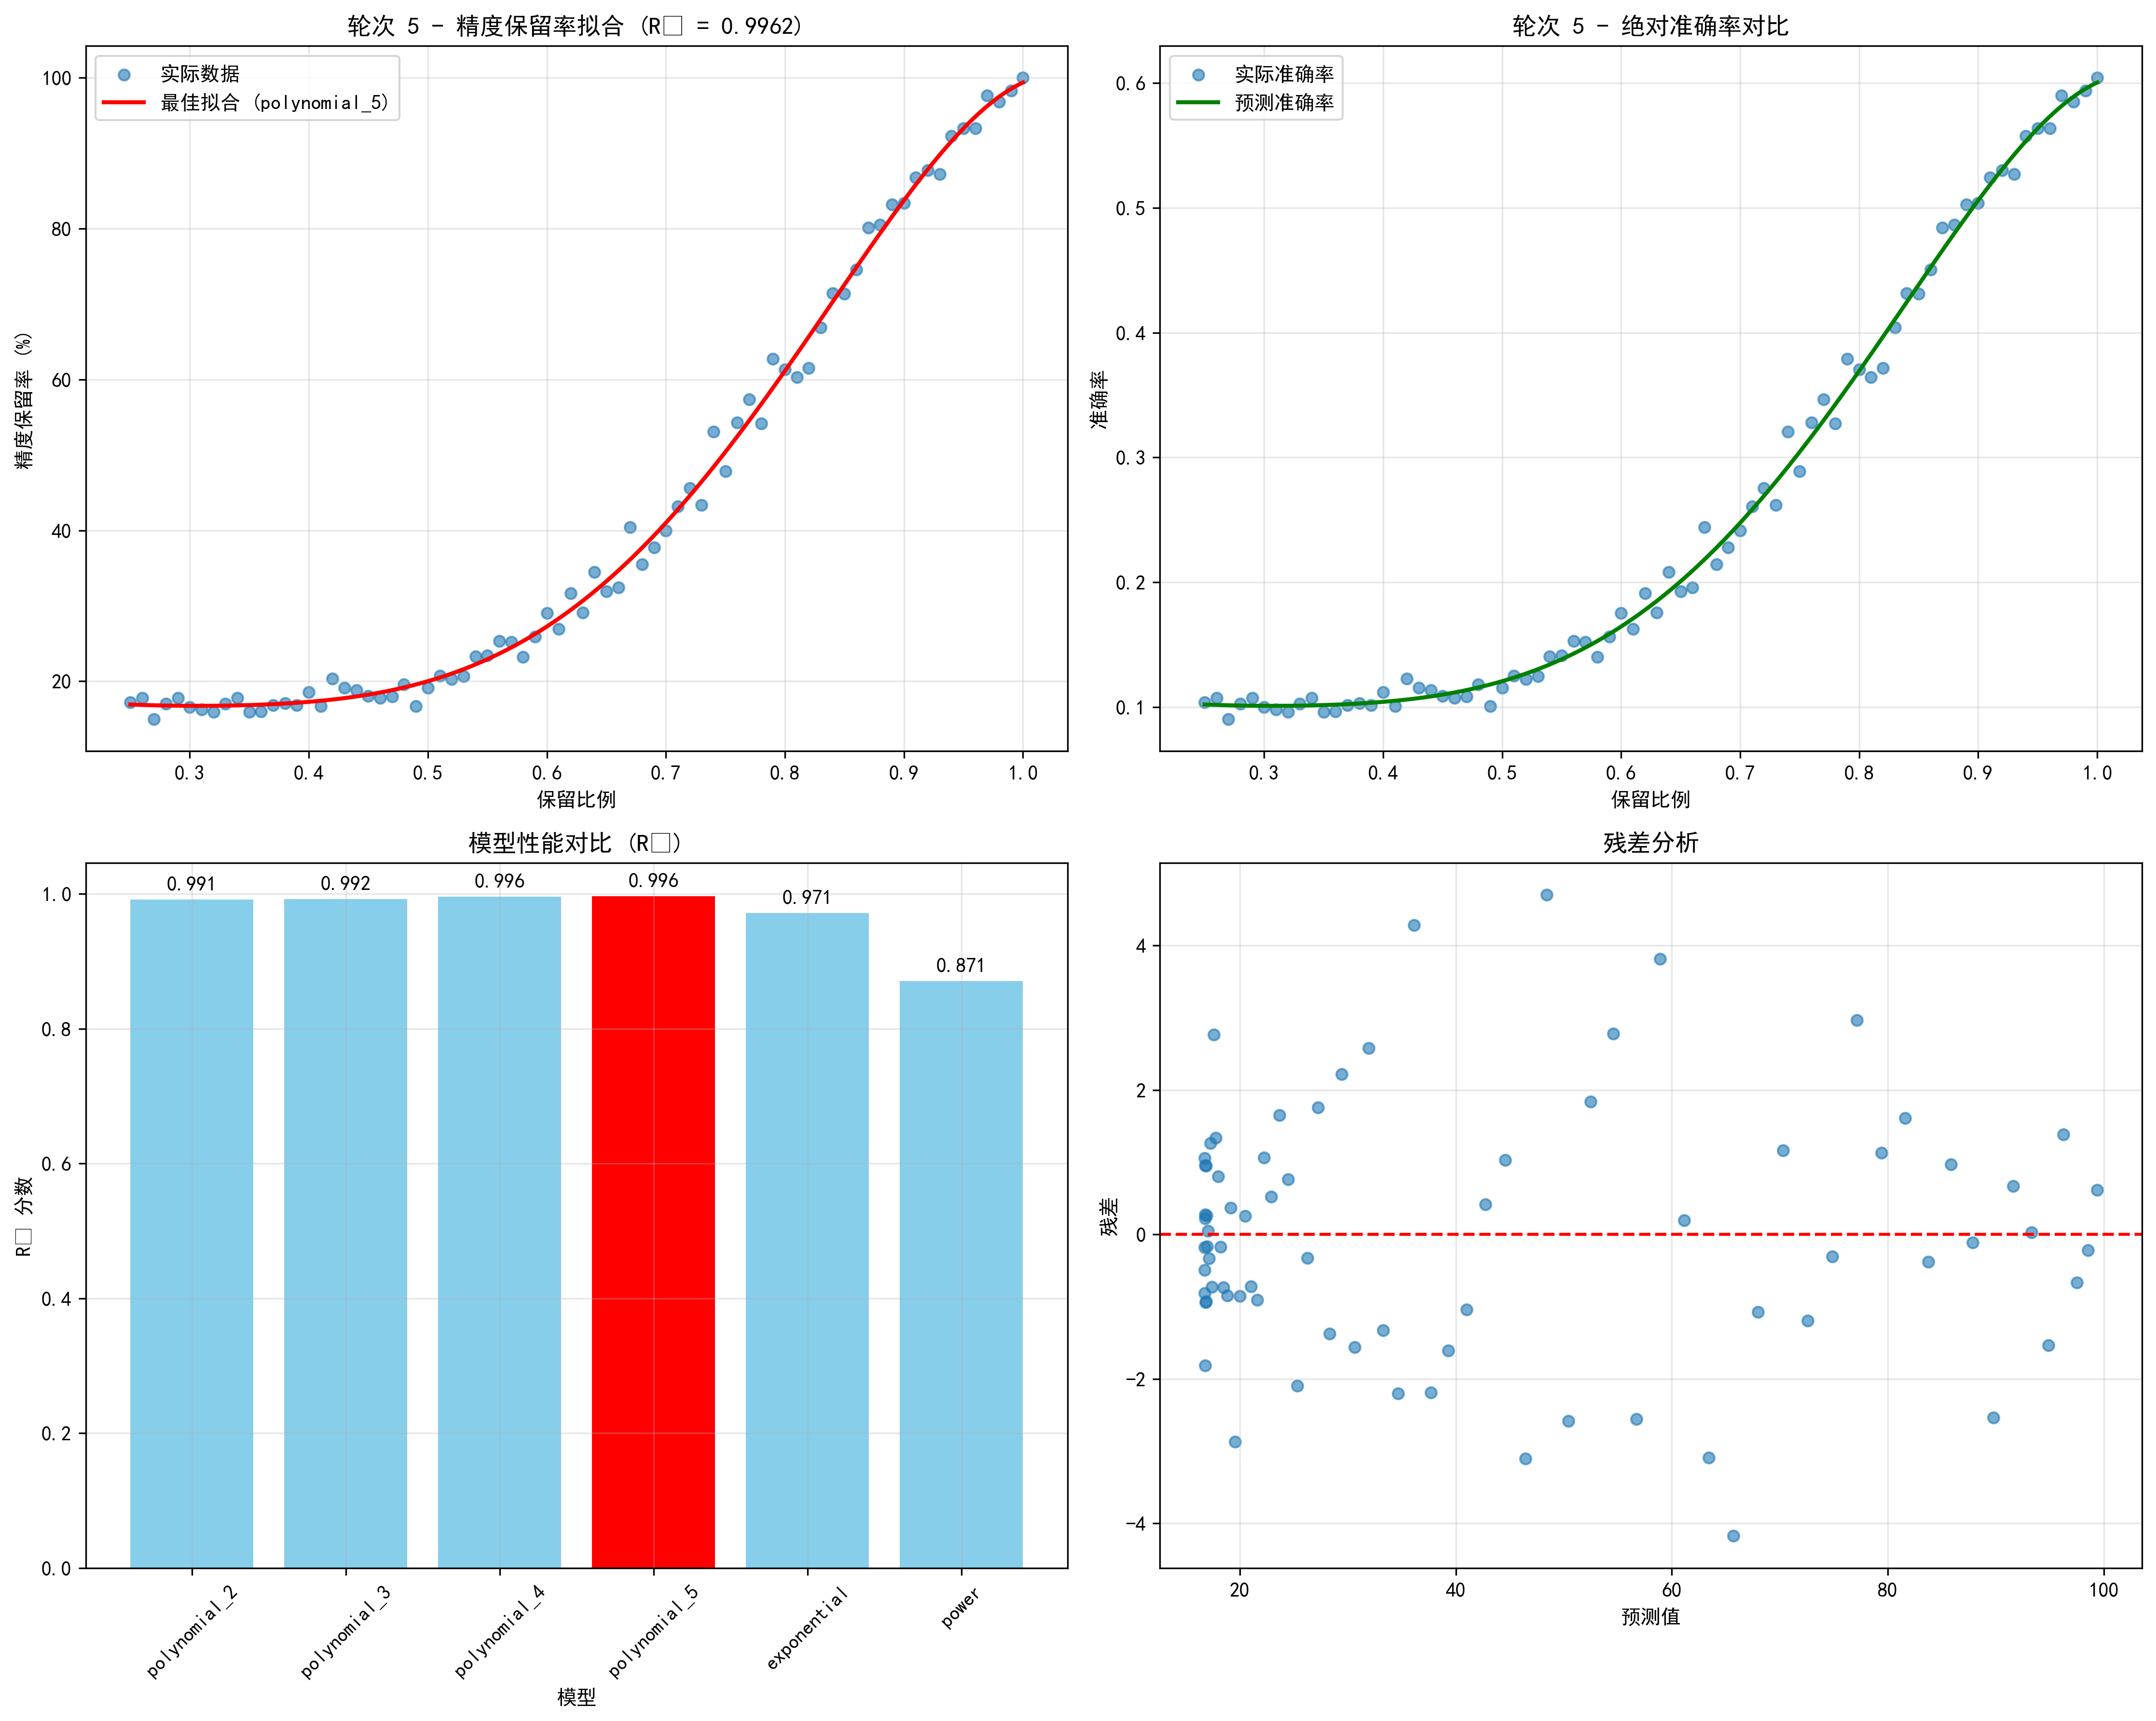 轮次 5 - 精度保留率拟合 (R□ = 0.9962)
实际数据
最佳拟合 (polynomial_5)
精度保留率 (%)
100
80
60
40
20
0.3 0.4 0.5 0.6 0.7 0.8 0.9 1.0
保留比例
轮次 5 - 绝对准确率对比
实际准确率
预测准确率
准确率
0.6
0.5
0.4
0.3
0.2
0.1
0.3 0.4 0.5 0.6 0.7 0.8 0.9 1.0
保留比例
模型性能对比 (R□)
0.991 0.992 0.996 0.996 0.971 0.871
R□ 分数
1.0
0.8
0.6
0.4
0.2
0.0
polynomial_2
polynomial_3
polynomial_4
polynomial_5
exponential
power
模型
残差分析
残差
4
2
0
-2
-4
20 40 60 80 100
预测值